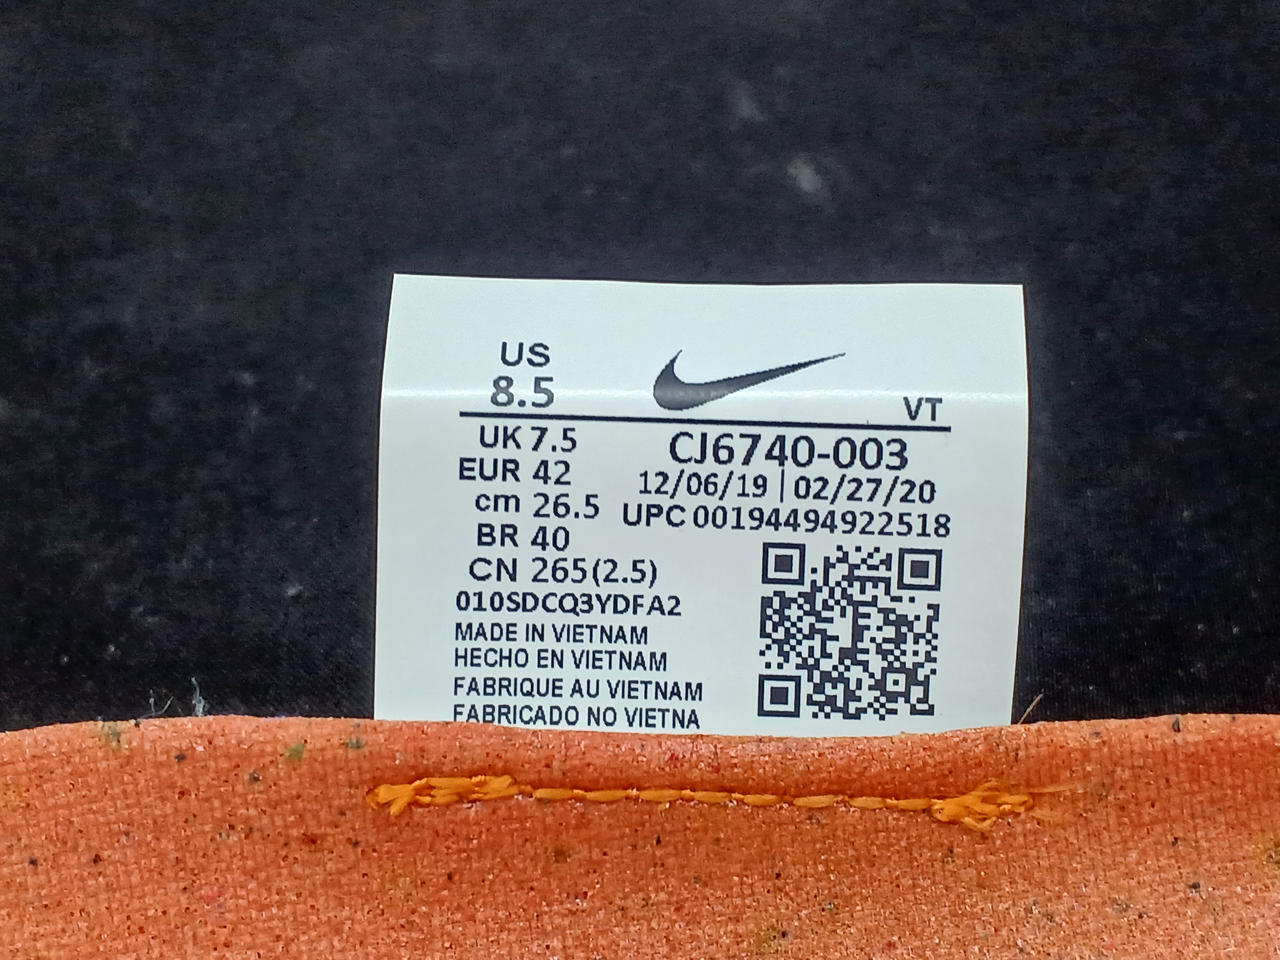 US
8.5
VT
UK 7.5
CJ6740-003
EUR 42
12/06/19 | 02/27/20
cm 26.5
UPC 00194494922518
BR 40
CN 265(2.5)
010SDCQ3YDFA2
MADE IN VIETNAM
HECHO EN VIETNAM
FABRIQUE AU VIETNAM
FABRICADO NO VIETNA